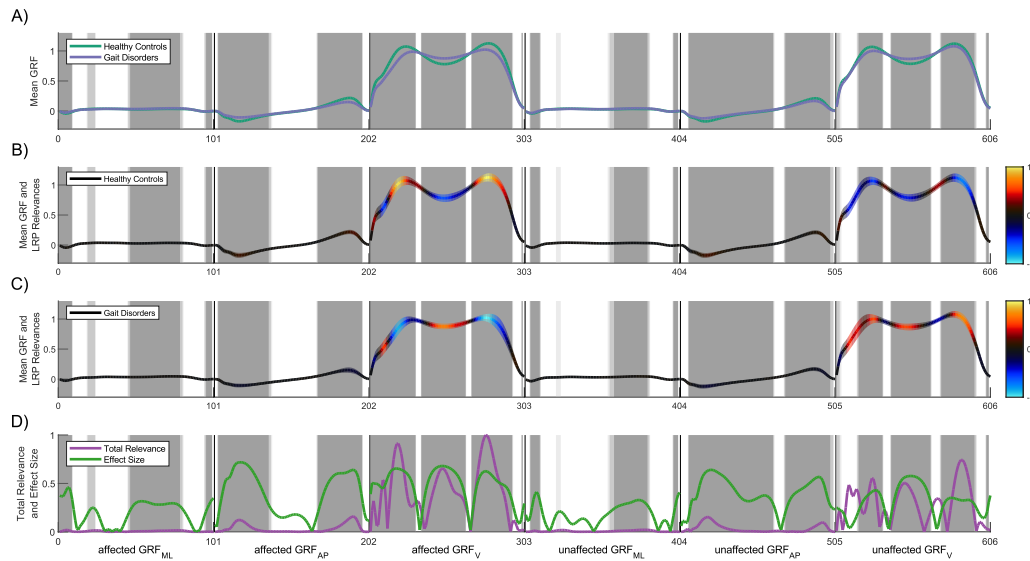 A)
Mean GRF
1
0.5
0
Healthy Controls
Gait Disorders
0 101 202 303 404 505 606
B)
Mean GRF and
LRP Relevances
1
0.5
0
Healthy Controls
0 101 202 303 404 505 606
1
0
-
C)
Mean GRF and
LRP Relevances
1
0.5
0
Gait Disorders
0 101 202 303 404 505 606
1
0
-
D)
Total Relevance
and Effect Size
1
0.5
0
Total Relevance
Effect Size
0 101 202 303 404 505 606
affected GRF_ML affected GRF_AP affected GRF_V unaffected GRF_ML unaffected GRF_AP unaffected GRF_V